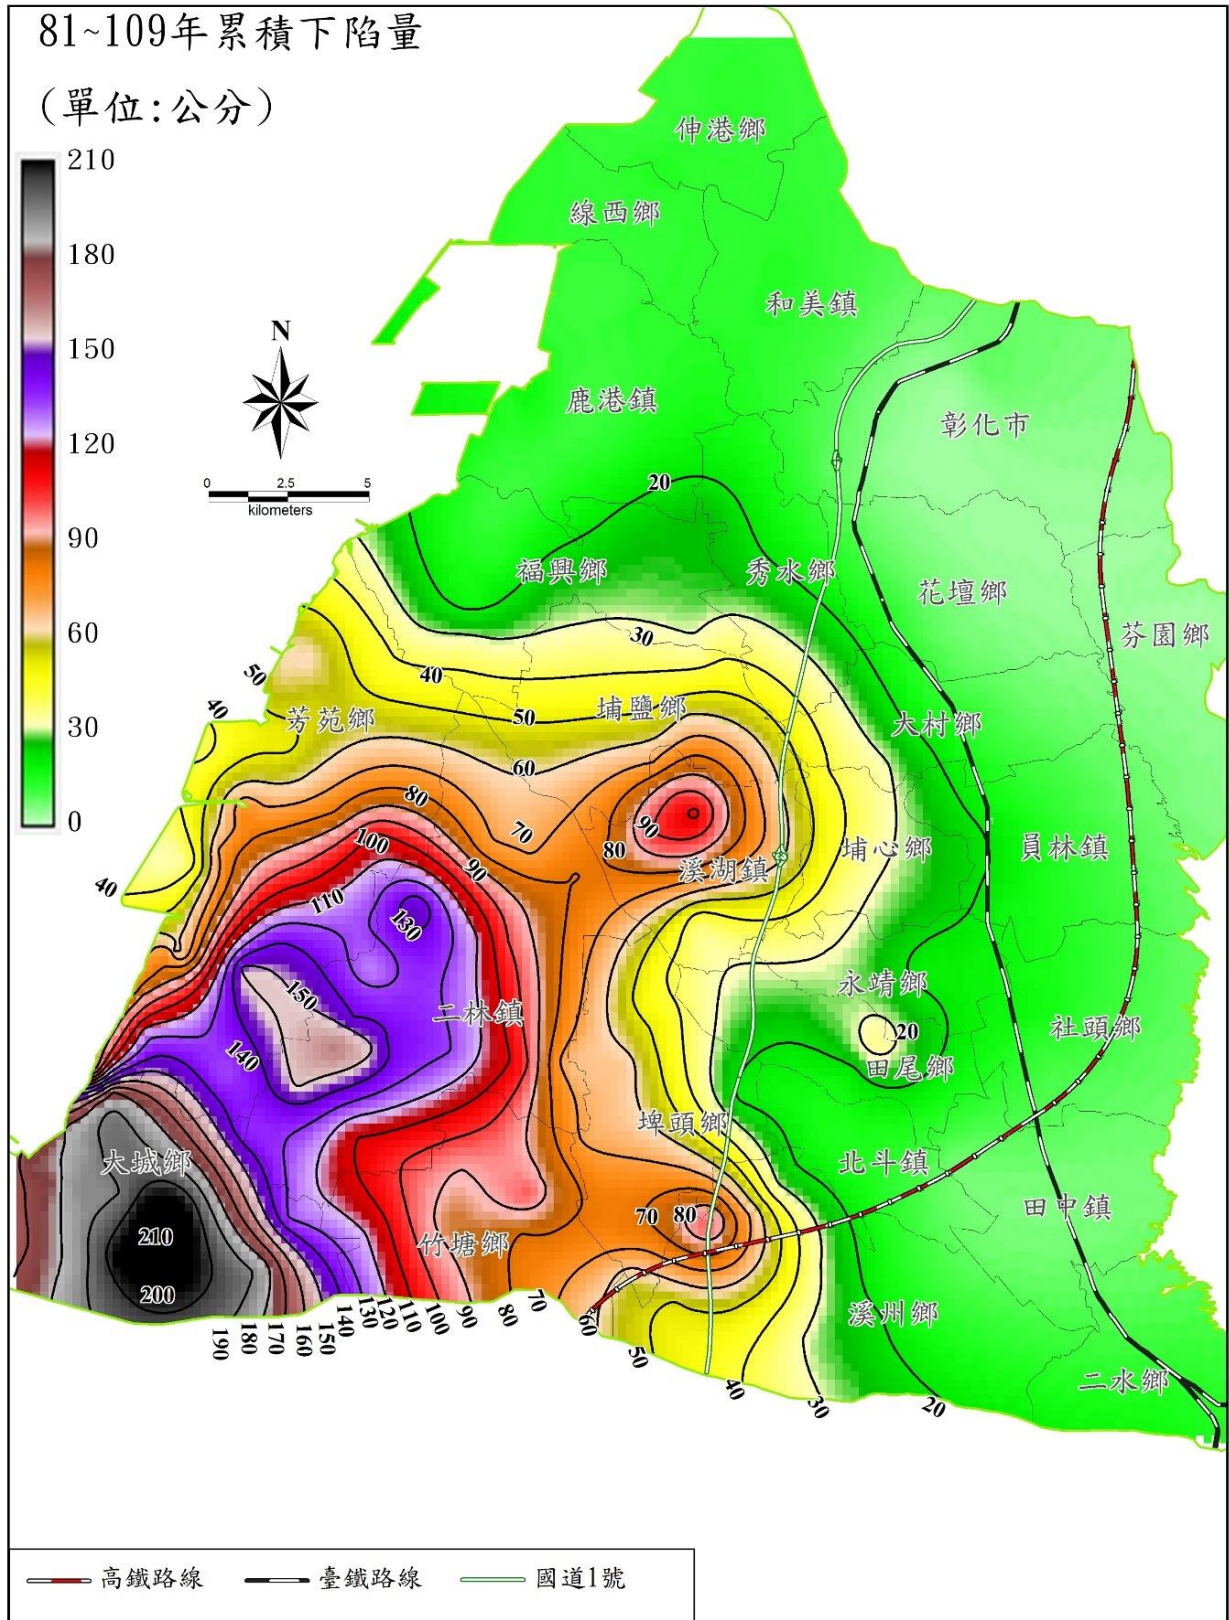 81~109年累積下陷量
(單位:公分)
210
180
150
120
90
60
30
0
N
0 2.5 5
kilometers
伸港鄉
線西鄉
和美鎮
鹿港鎮
彰化市
20
福興鄉
秀水鄉
花壇鄉
芬園鄉
30
40
50
50
40
芳苑鄉
埔鹽鄉
大村鄉
60
80
70
90
80
100
90
溪湖鎮
埔心鄉
員林鎮
40
110
130
150
二林鎮
永靖鄉
20
田尾鄉
社頭鄉
140
大城鄉
埤頭鄉
北斗鎮
田中鎮
70
80
210
竹塘鄉
200
溪州鄉
190
180
170
160
150
140
130
120
110
100
90
80
70
60
50
40
30
20
二水鄉
高鐵路線 臺鐵路線 國道1號